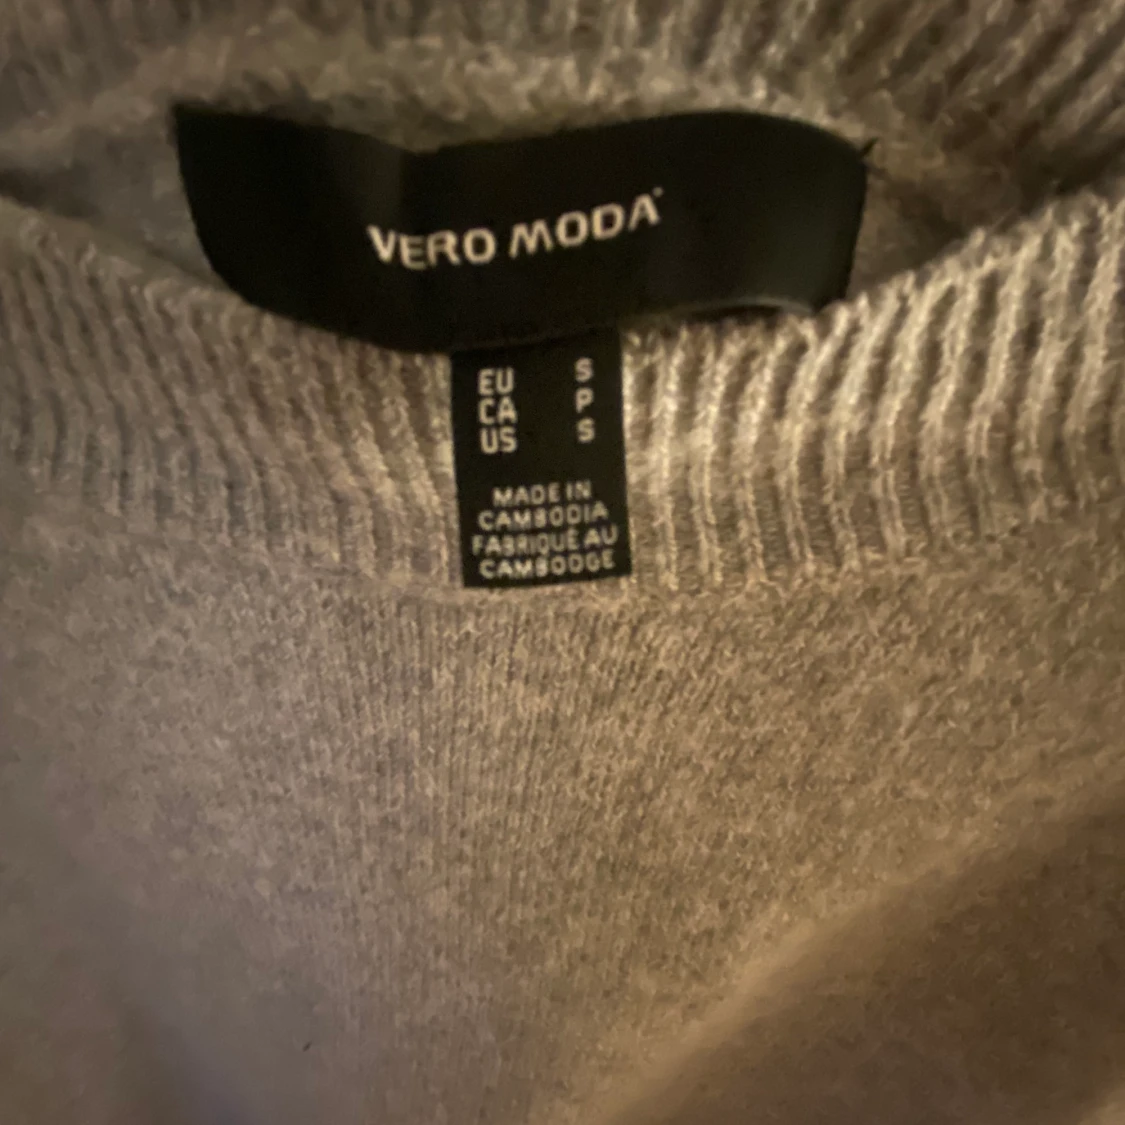 VERO MODA
EU S
CA P
US S
MADE IN
CAMBODIA
FABRIQUÉ AU
CAMBODGE